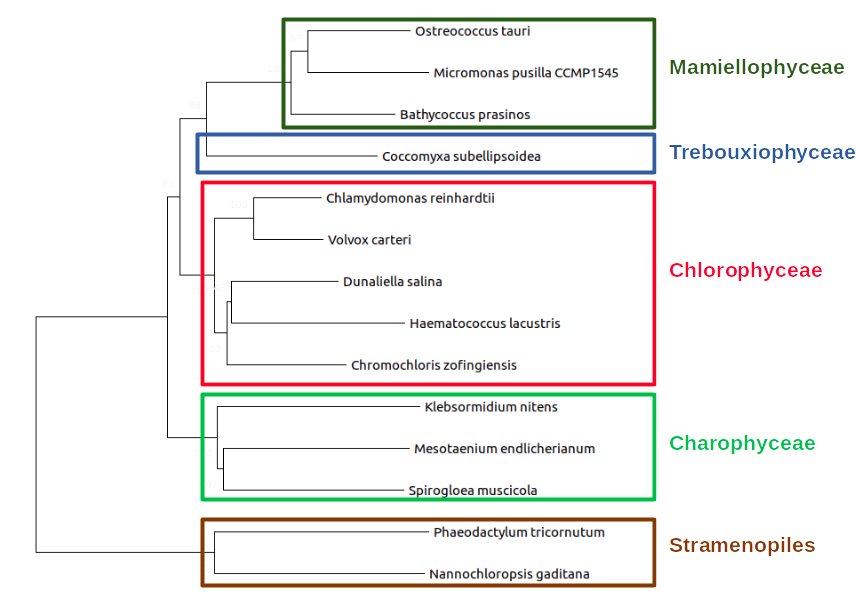 Ostreococcus tauri
Micromonas pusilla CCMP1545
Mamiellophyceae
Bathycoccus prasinos
Coccomyxa subellipsoidea
Trebouxiophyceae
Chlamydomonas reinhardtii
Volvox carteri
Chlorophyceae
Dunaliella salina
Haematococcus lacustris
Chromochloris zofingiensis
Klebsormidium nitens
Charophyceae
Mesotaenium endlicherianum
Spirogloea muscicola
Phaeodactylum tricornutum
Stramenopiles
Nannochloropsis gaditana